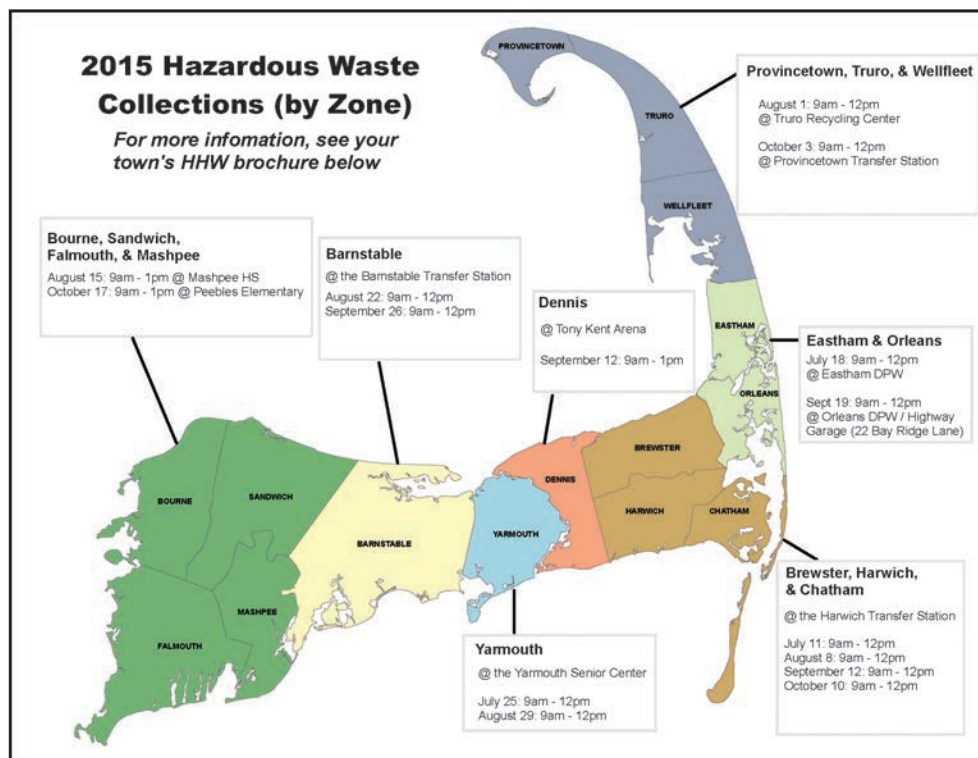 2015 Hazardous Waste
Collections (by Zone)
For more infomation, see your
town's HHW brochure below
PROVINCETOWN
TRURO
WELLFLEET
Provincetown, Truro, & Wellfleet
August 1: 9am - 12pm
@ Truro Recycling Center
October 3: 9am - 12pm
@ Provincetown Transfer Station
Bourne, Sandwich,
Falmouth, & Mashpee
August 15: 9am - 1pm @ Mashpee HS
October 17: 9am - 1pm @ Peebles Elementary
Barnstable
@ the Barnstable Transfer Station
August 22: 9am - 12pm
September 26: 9am - 12pm
Dennis
@ Tony Kent Arena
September 12: 9am - 1pm
EASTHAM
ORLEANS
Eastham & Orleans
July 18: 9am - 12pm
@ Eastham DPW
Sept 19: 9am - 12pm
@ Orleans DPW / Highway
Garage (22 Bay Ridge Lane)
BOURNE
SANDWICH
BARNSTABLE
YARMOUTH
DENNIS
BREWSTER
HARWICH
CHATHAM
MASHPEE
FALMOUTH
Yarmouth
@ the Yarmouth Senior Center
July 25: 9am - 12pm
August 29: 9am - 12pm
Brewster, Harwich,
& Chatham
@ the Harwich Transfer Station
July 11: 9am - 12pm
August 8: 9am - 12pm
September 12: 9am - 12pm
October 10: 9am - 12pm